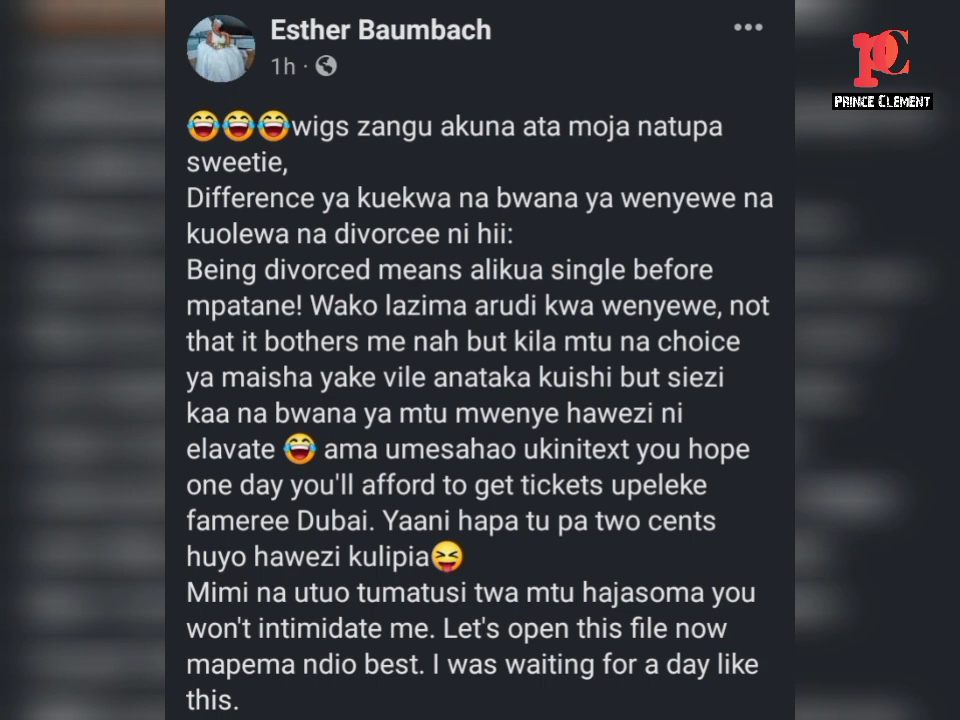 Esther Baumbach
1h ·
PC
PRINCE CLEMENT
😂😂😂wigs zangu akuna ata moja natupa
sweetie,
Difference ya kuekwa na bwana ya wenyewe na
kuolewa na divorcee ni hii:
Being divorced means alikua single before
mpatane! Wako lazima arudi kwa wenyewe, not
that it bothers me nah but kila mtu na choice
ya maisha yake vile anataka kuishi but siezi
kaa na bwana ya mtu mwenye hawezi ni
elavate 😂 ama umesahao ukinitext you hope
one day you'll afford to get tickets upeleke
fameree Dubai. Yaani hapa tu pa two cents
huyo hawezi kulipia😝
Mimi na utuo tumatusi twa mtu hajasoma you
won't intimidate me. Let's open this file now
mapema ndio best. I was waiting for a day like
this.